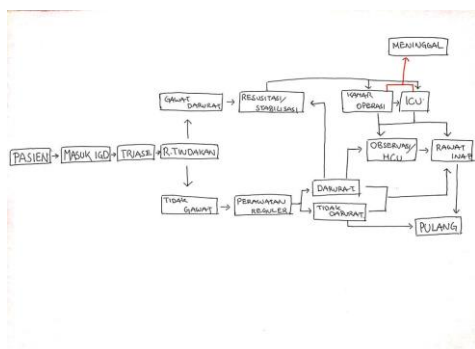 MENINGGAL
GAWAT
DARURAT
RESUSITASI/
STABILISASI
KAMAR
OPERASI
ICU
PASIEN
MASUK IGD
TRIASE
R.TINDAKAN
OBSERVASI/
HCU
RAWAT
INAP
TIDAK
GAWAT
PERAWATAN
REGULER
DARURAT
TIDAK
DARURAT
PULANG